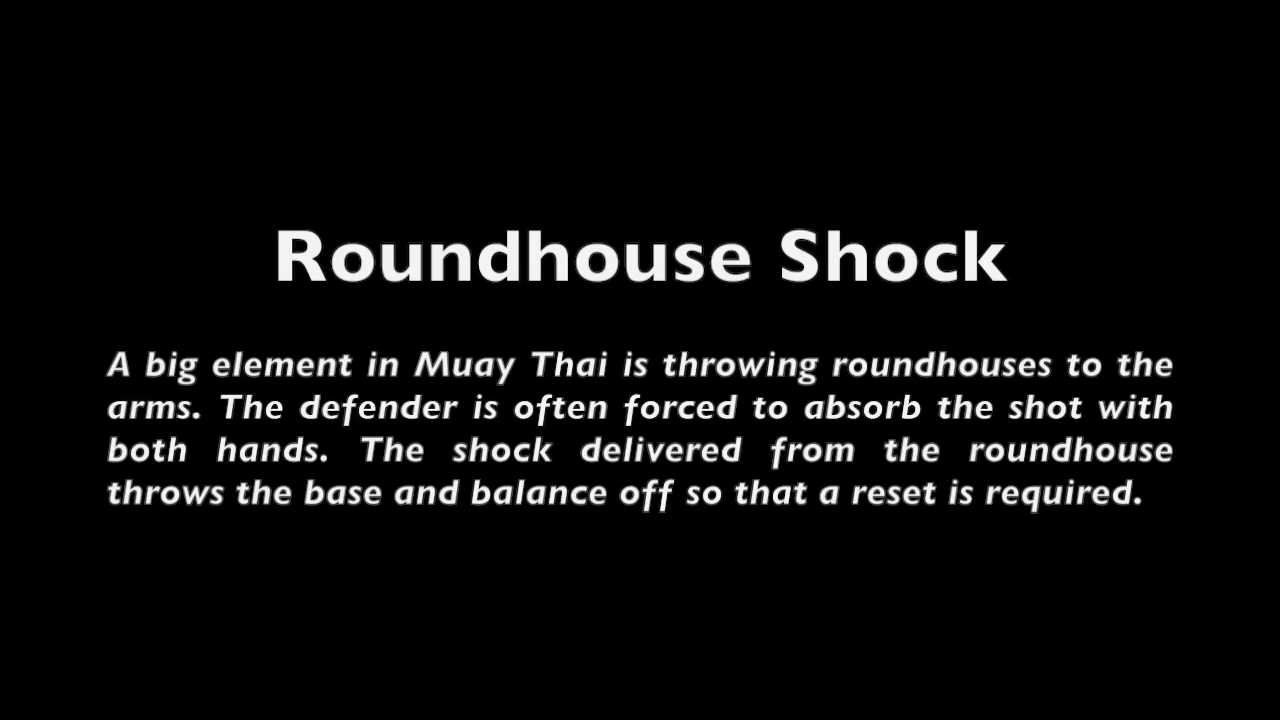 Roundhouse Shock
A big element in Muay Thai is throwing roundhouses to the
arms. The defender is often forced to absorb the shot with
both hands. The shock delivered from the roundhouse
throws the base and balance off so that a reset is required.